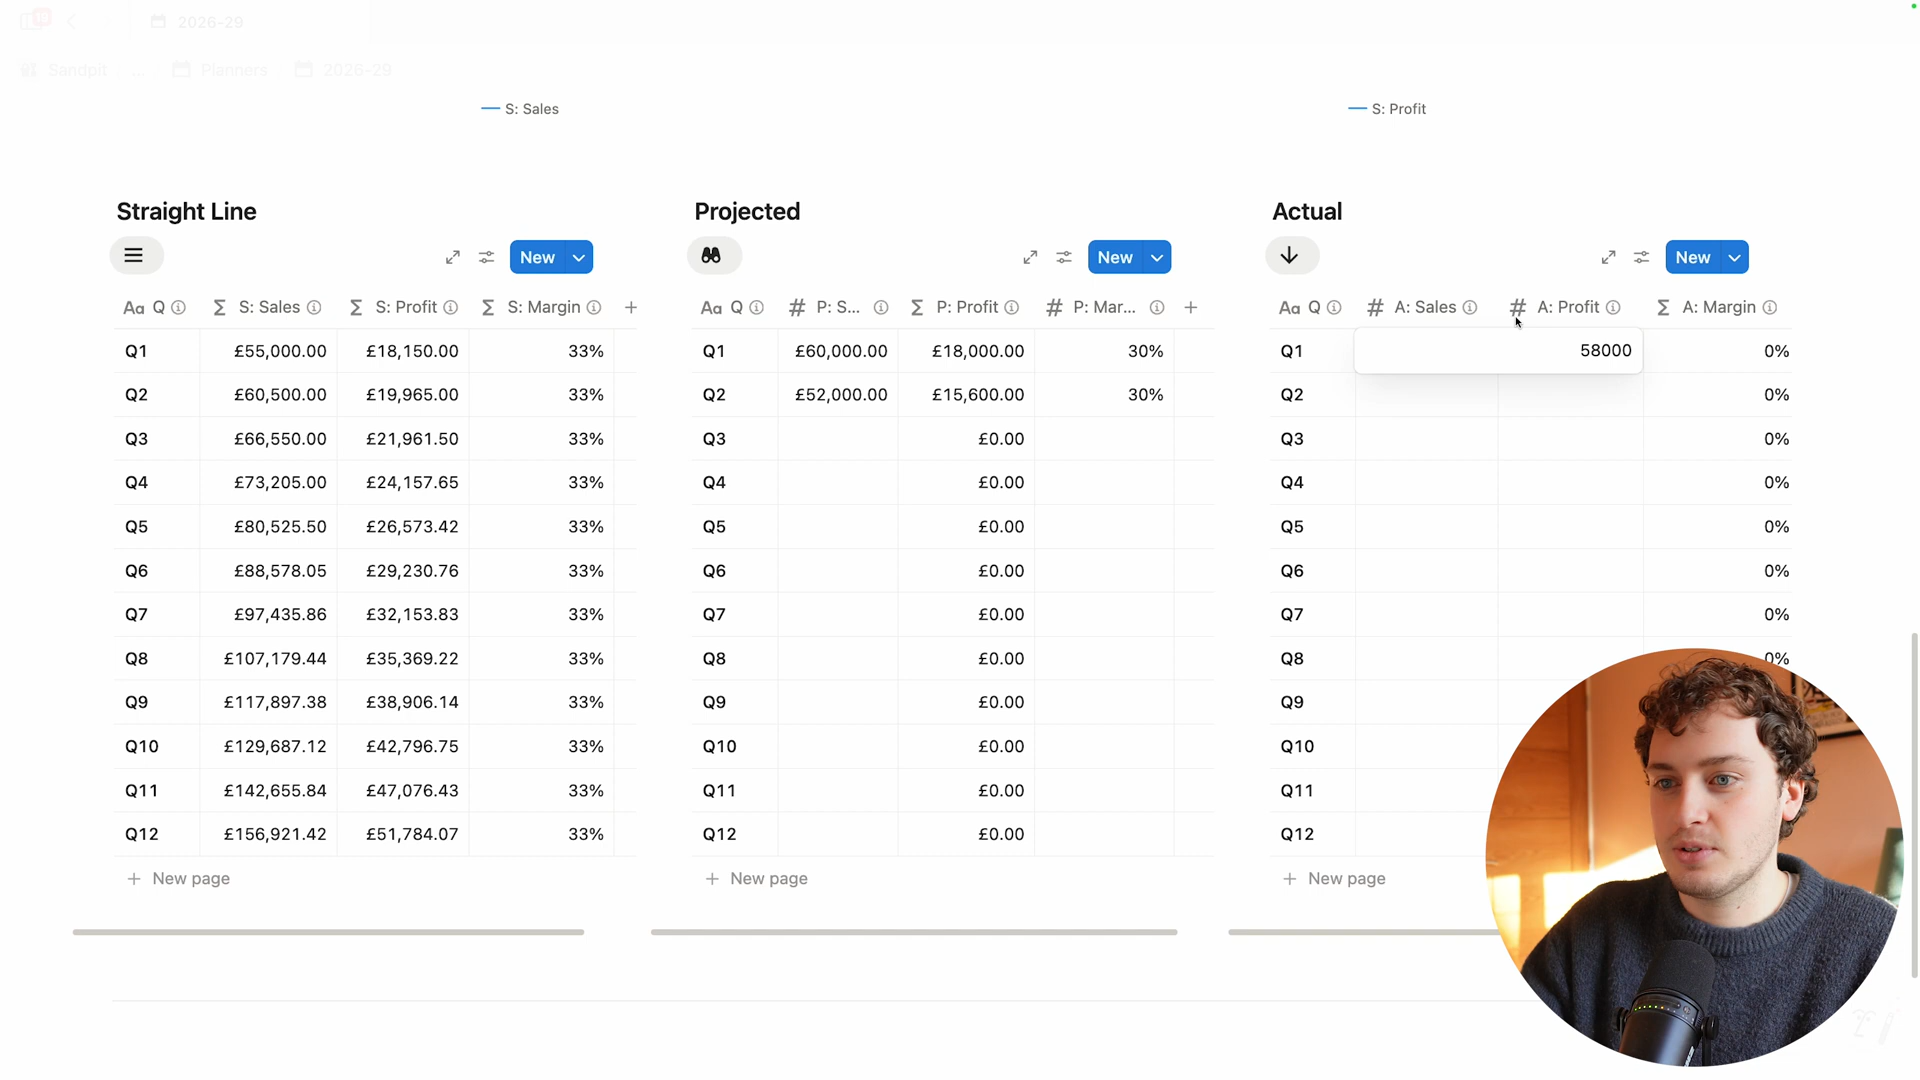 2026-29
Sandpit
...
Planners
2026-29
S: Sales
S: Profit
Straight Line
New
Aa Q S: Sales S: Profit S: Margin +
Q1 £55,000.00 £18,150.00 33%
Q2 £60,500.00 £19,965.00 33%
Q3 £66,550.00 £21,961.50 33%
Q4 £73,205.00 £24,157.65 33%
Q5 £80,525.50 £26,573.42 33%
Q6 £88,578.05 £29,230.76 33%
Q7 £97,435.86 £32,153.83 33%
Q8 £107,179.44 £35,369.22 33%
Q9 £117,897.38 £38,906.14 33%
Q10 £129,687.12 £42,796.75 33%
Q11 £142,655.84 £47,076.43 33%
Q12 £156,921.42 £51,784.07 33%
+ New page
Projected
New
Aa Q # P: S... Σ P: Profit # P: Mar... +
Q1 £60,000.00 £18,000.00 30%
Q2 £52,000.00 £15,600.00 30%
Q3 £0.00
Q4 £0.00
Q5 £0.00
Q6 £0.00
Q7 £0.00
Q8 £0.00
Q9 £0.00
Q10 £0.00
Q11 £0.00
Q12 £0.00
+ New page
Actual
New
Aa Q # A: Sales # A: Profit Σ A: Margin
Q1 58000 0%
Q2 0%
Q3 0%
Q4 0%
Q5 0%
Q6 0%
Q7 0%
Q8 0%
Q9
Q10
Q11
Q12
+ New page